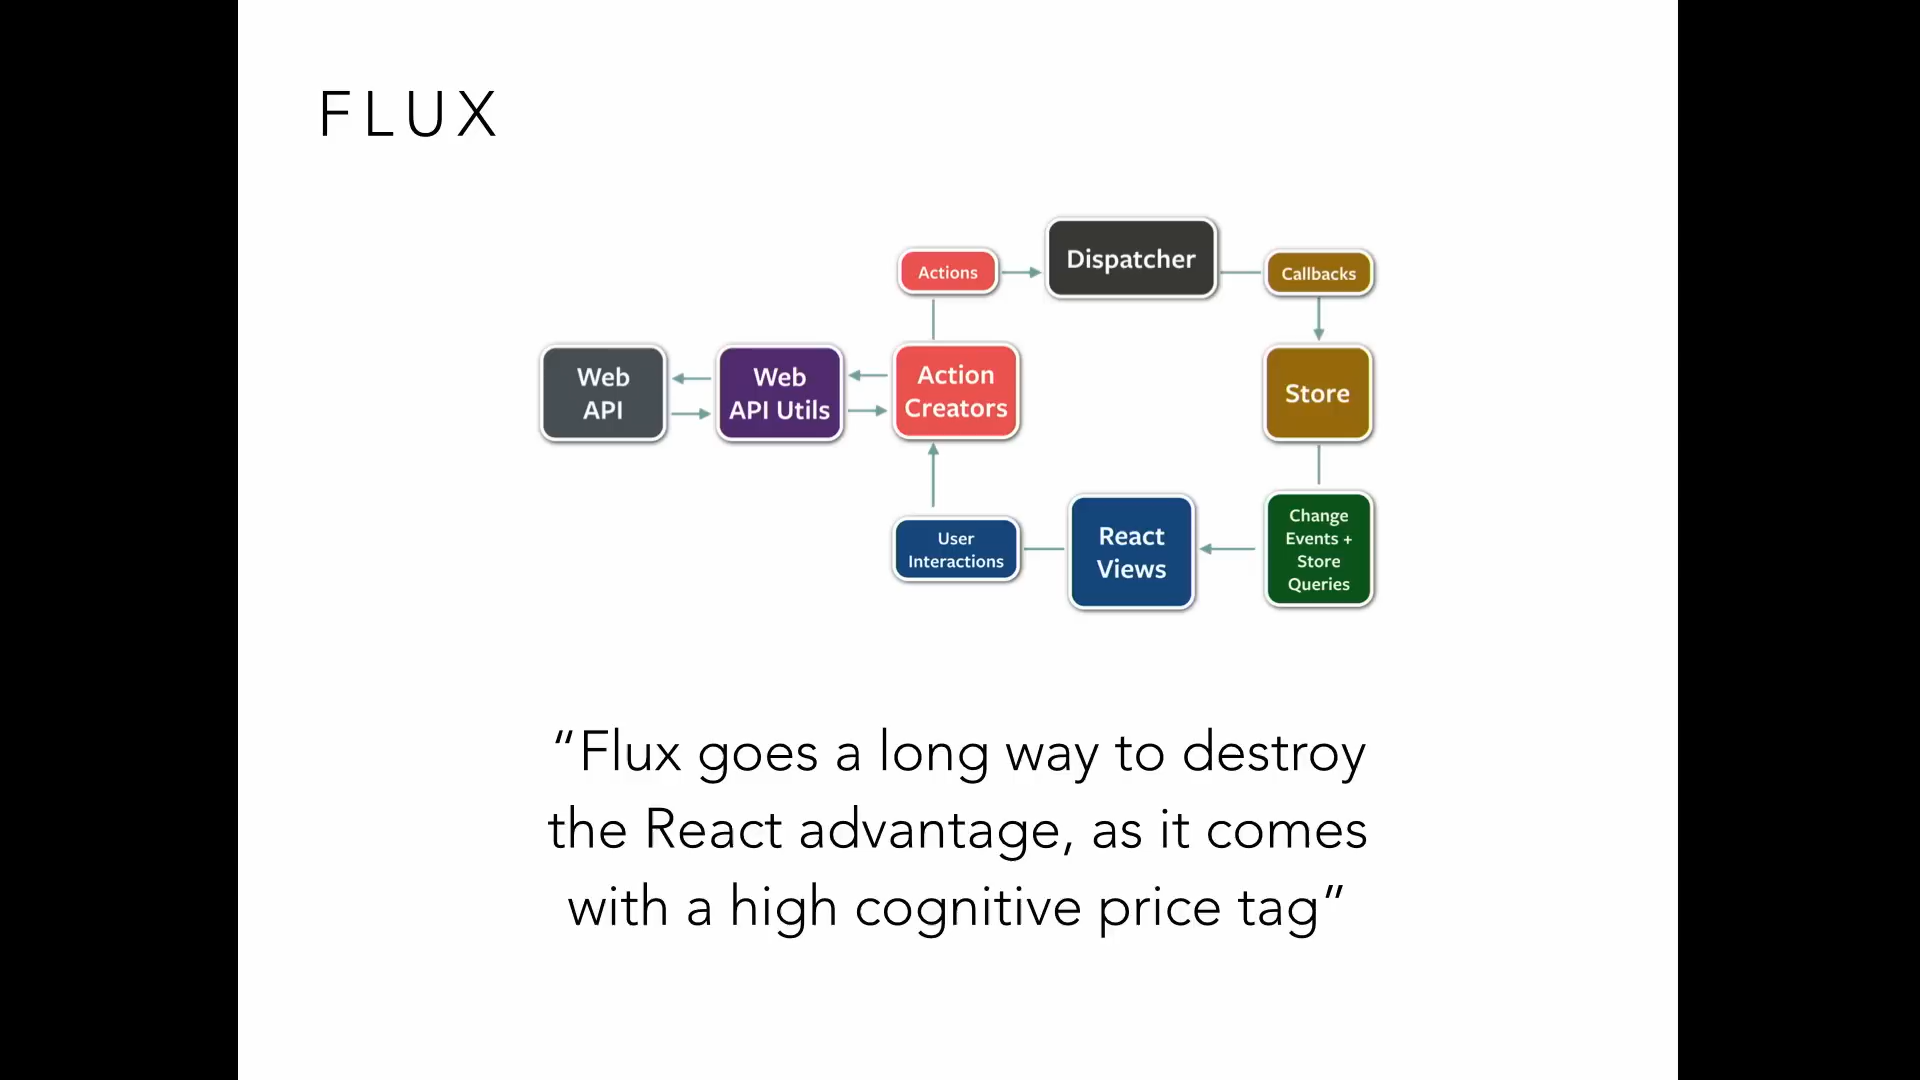 FLUX
Actions
Dispatcher
Callbacks
Web
API
Web
API Utils
Action
Creators
Store
User
Interactions
React
Views
Change
Events +
Store
Queries
“Flux goes a long way to destroy
the React advantage, as it comes
with a high cognitive price tag”